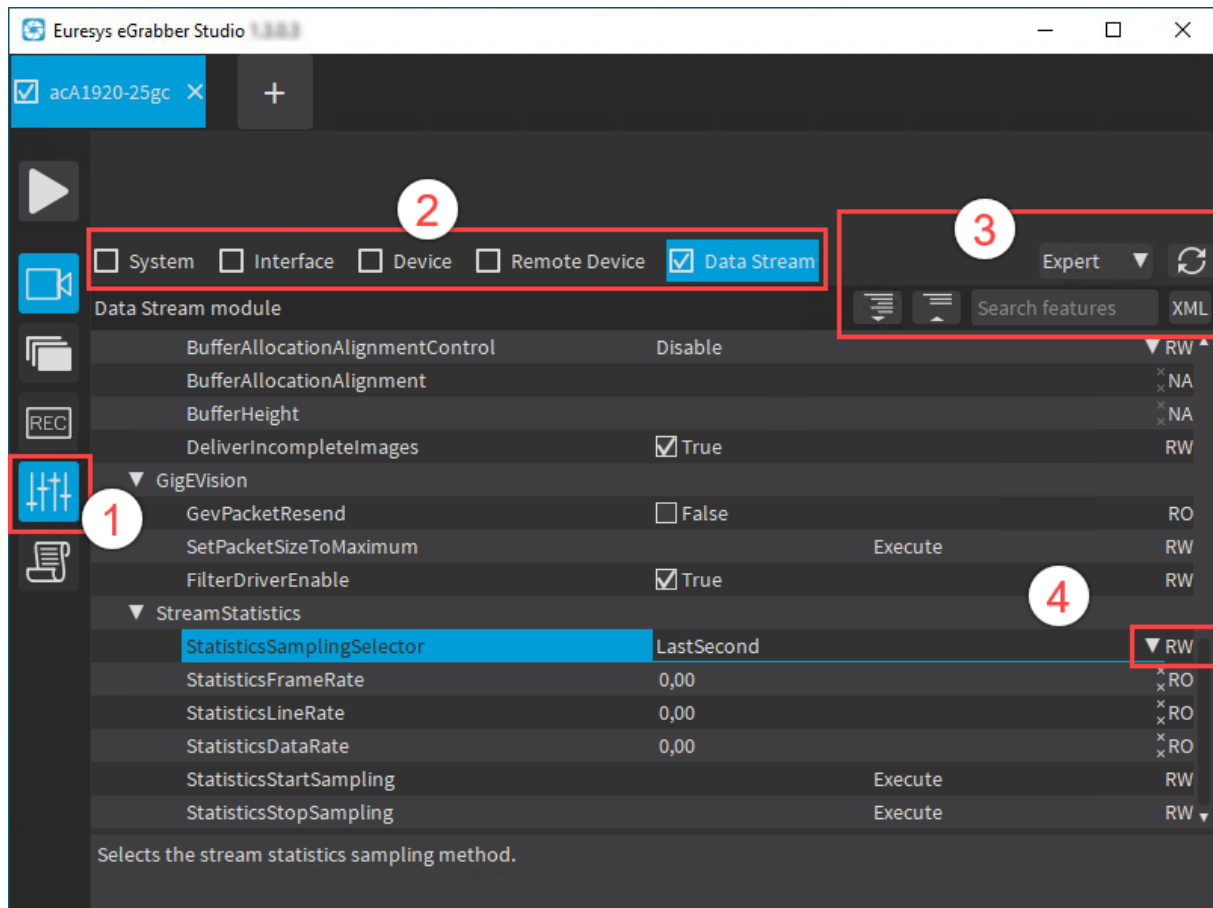 Euresys eGrabber Studio
acA1920-25gc
+
2
3
System Interface Device Remote Device Data Stream
Expert
Data Stream module
Search features XML
BufferAllocationAlignmentControl Disable RW
BufferAllocationAlignment NA
BufferHeight NA
REC
DeliverIncompleteImages True RW
GigEVision
1
GevPacketResend False RO
SetPacketSizeToMaximum Execute RW
FilterDriverEnable True RW
4
StreamStatistics
StatisticsSamplingSelector LastSecond RW
StatisticsFrameRate 0,00 RO
StatisticsLineRate 0,00 RO
StatisticsDataRate 0,00 RO
StatisticsStartSampling Execute RW
StatisticsStopSampling Execute RW
Selects the stream statistics sampling method.